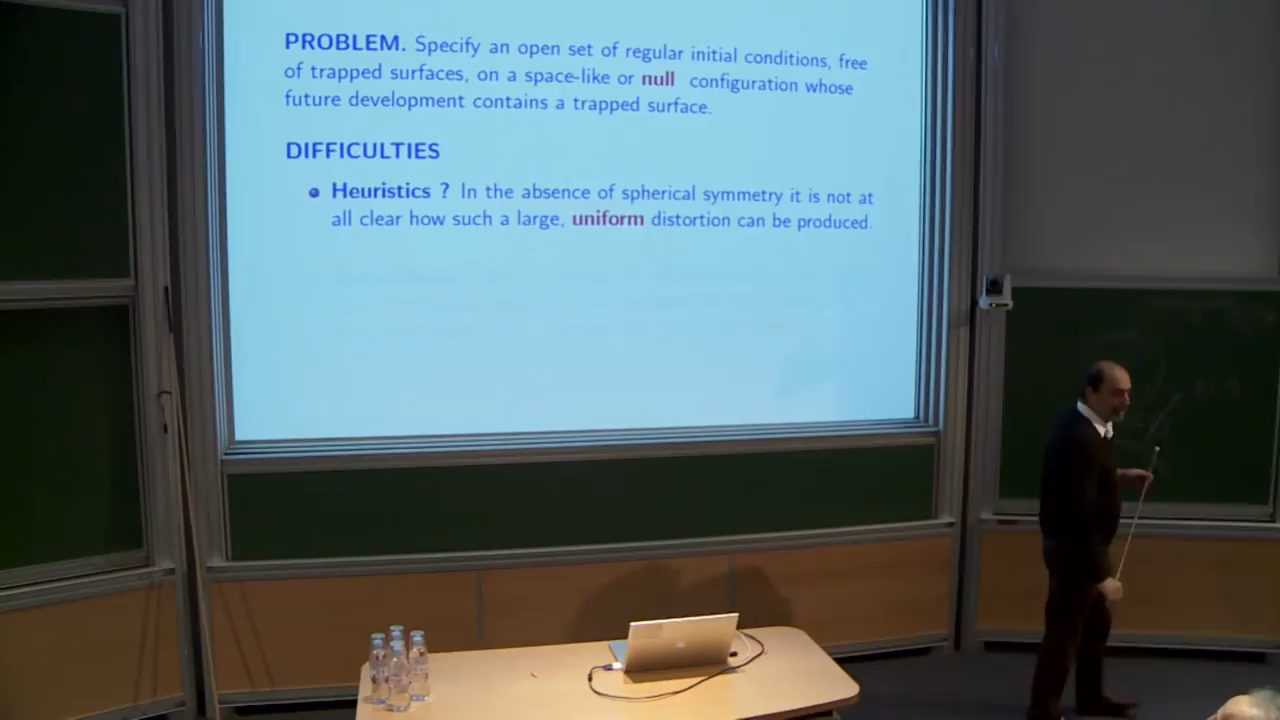 PROBLEM. Specify an open set of regular initial conditions, free
of trapped surfaces, on a space-like or null configuration whose
future development contains a trapped surface.
DIFFICULTIES
Heuristics ? In the absence of spherical symmetry it is not at
all clear how such a large, uniform distortion can be produced.